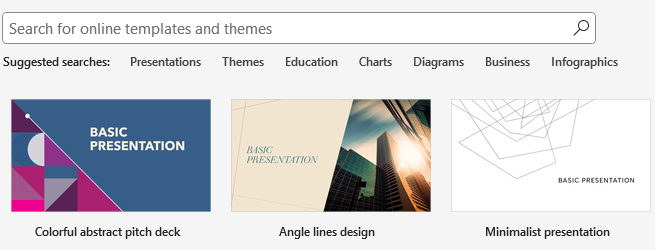 Search for online templates and themes
Suggested searches: Presentations Themes Education Charts Diagrams Business Infographics
BASIC
PRESENTATION
BASIC
PRESENTATION
BASIC PRESENTATION
Colorful abstract pitch deck
Angle lines design
Minimalist presentation